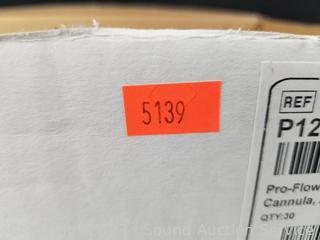 5139
REF
P12
Pro-Flow
Cannula,
QTY:30
Sound Auction Service